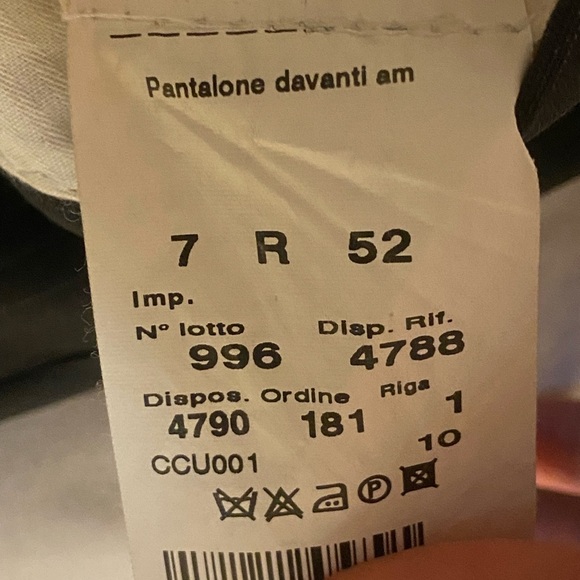 Pantalone davanti am
7 R 52
Imp.
Nº lotto Disp. Rif.
996 4788
Dispos. Ordine Riga
4790 181 1
10
CCU001
P